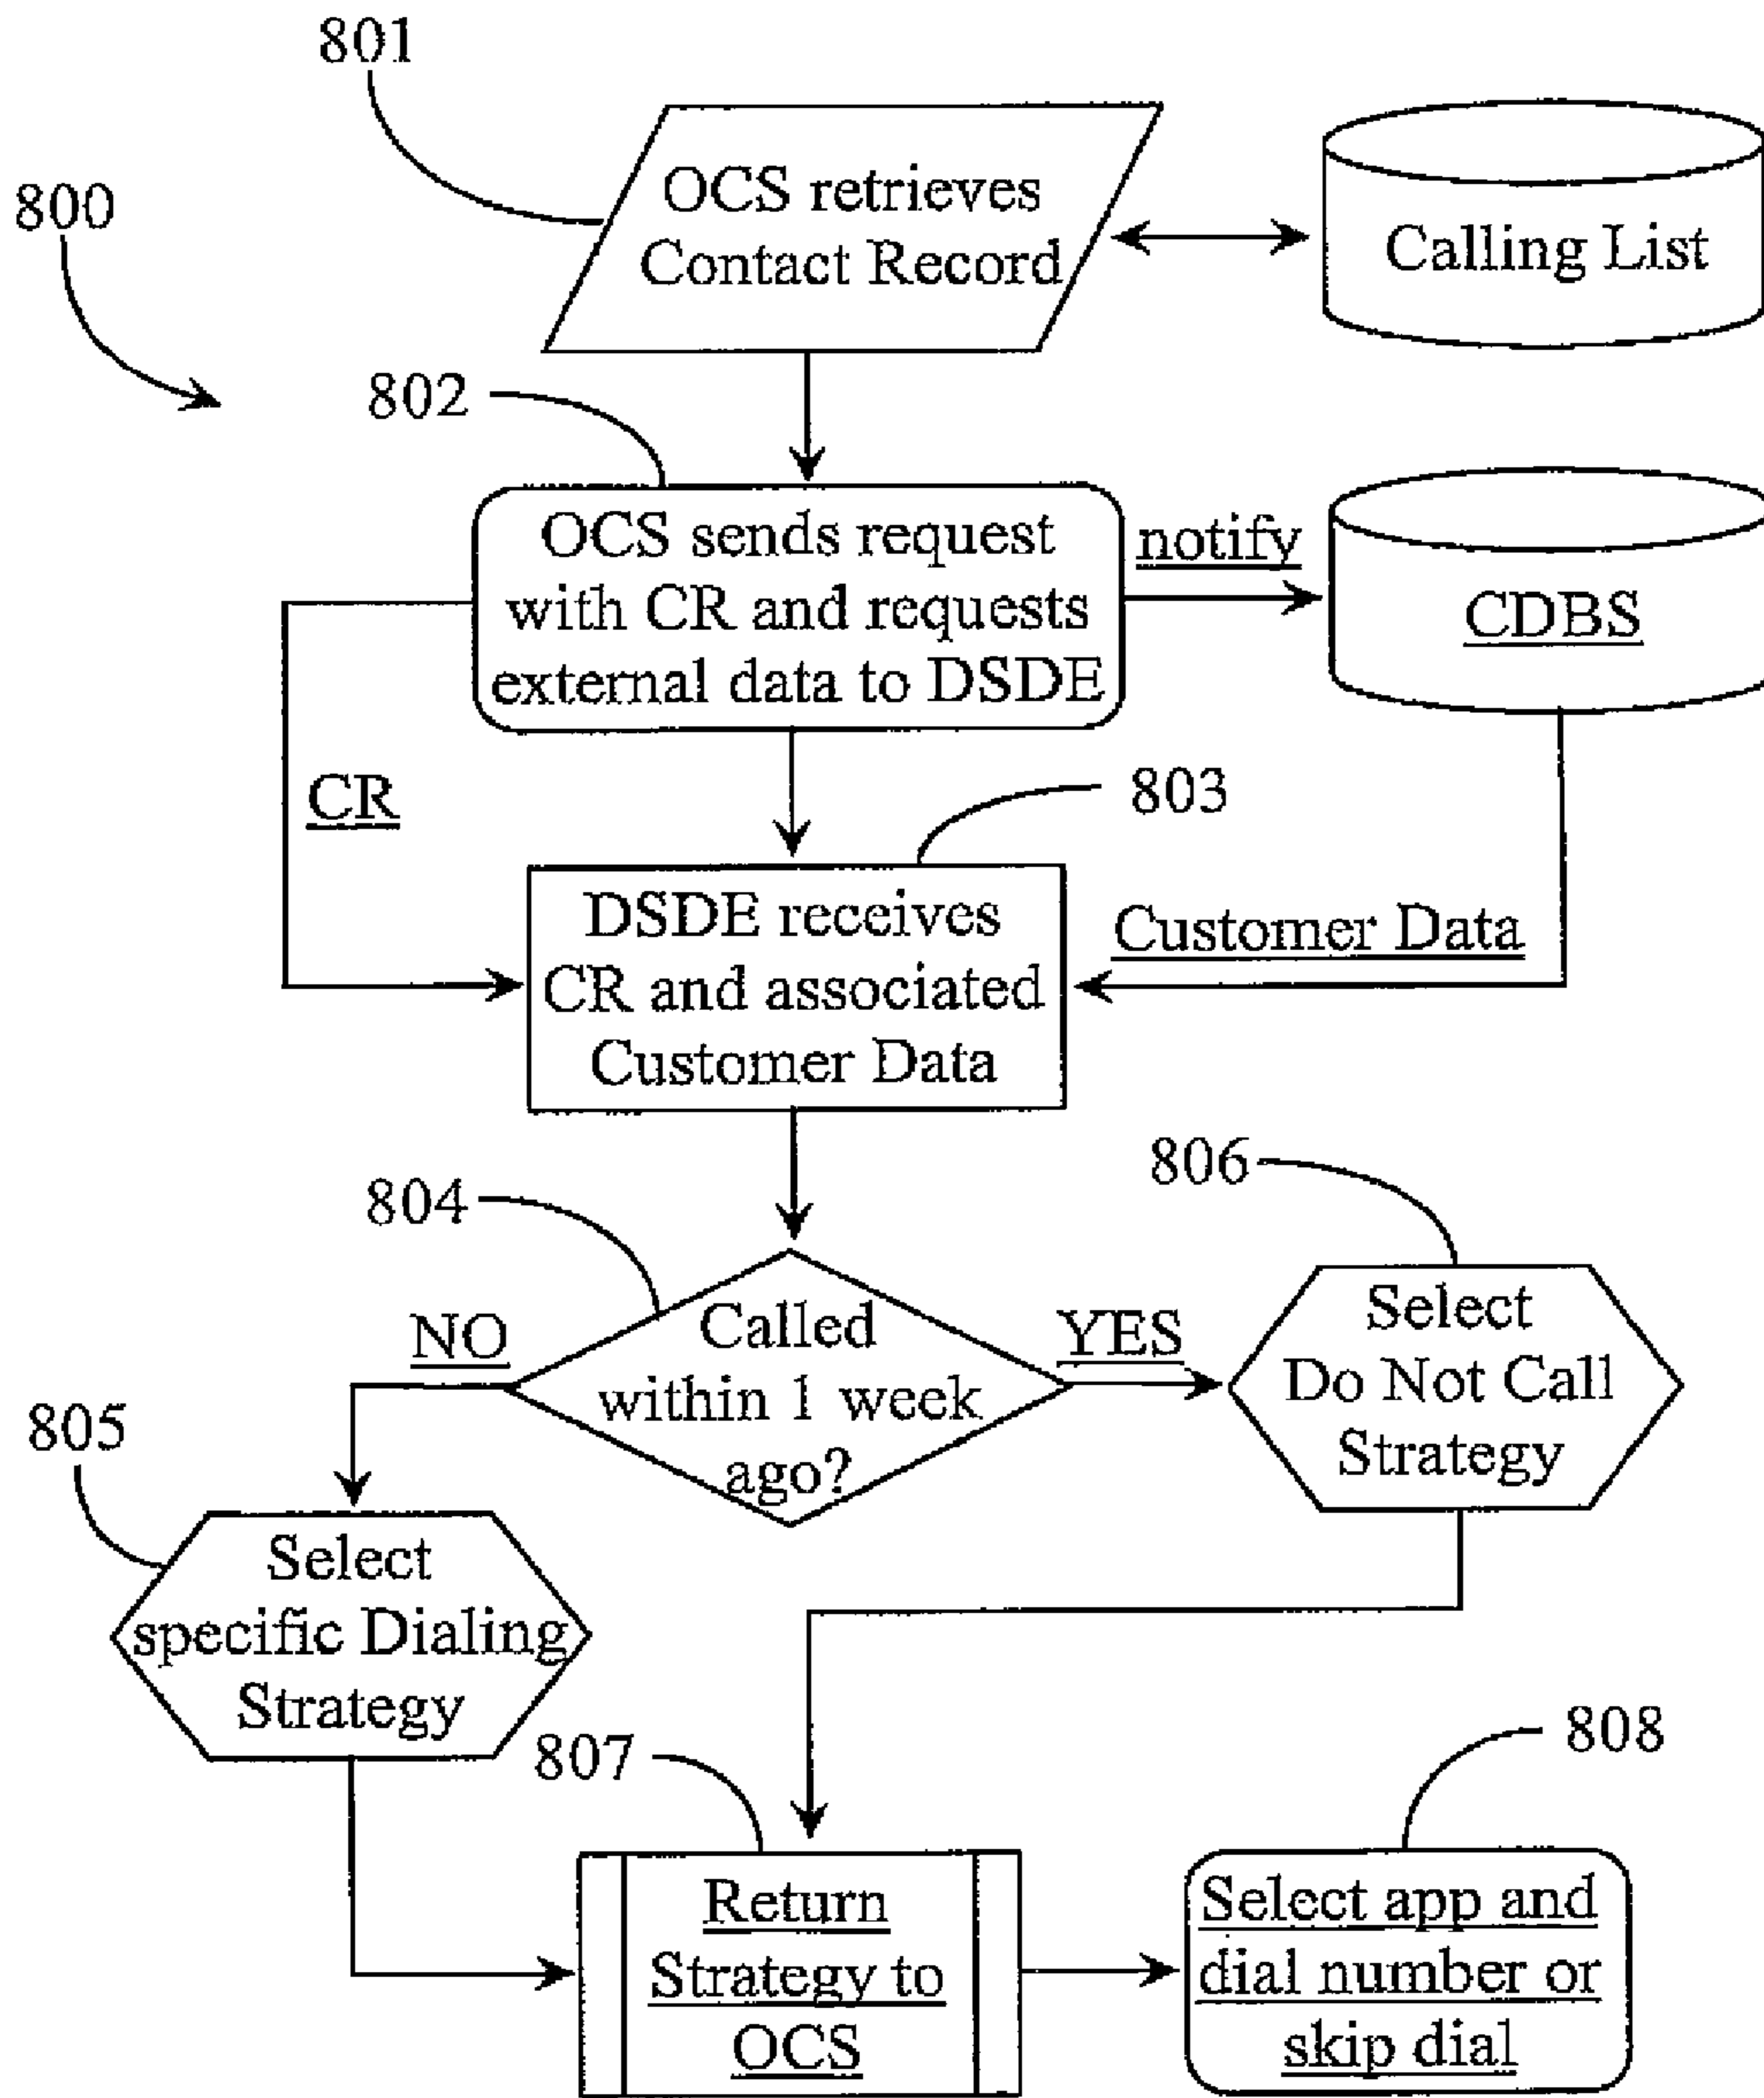 801
OCS retrieves
Contact Record
Calling List
800
802
OCS sends request
with CR and requests
external data to DSDE
notify
CDBS
CR
803
DSDE receives
CR and associated
Customer Data
Customer Data
804
806
Called
within 1 week
ago?
NO
YES
Select
Do Not Call
Strategy
805
Select
specific Dialing
Strategy
807
808
Return
Strategy to
OCS
Select app and
dial number or
skip dial